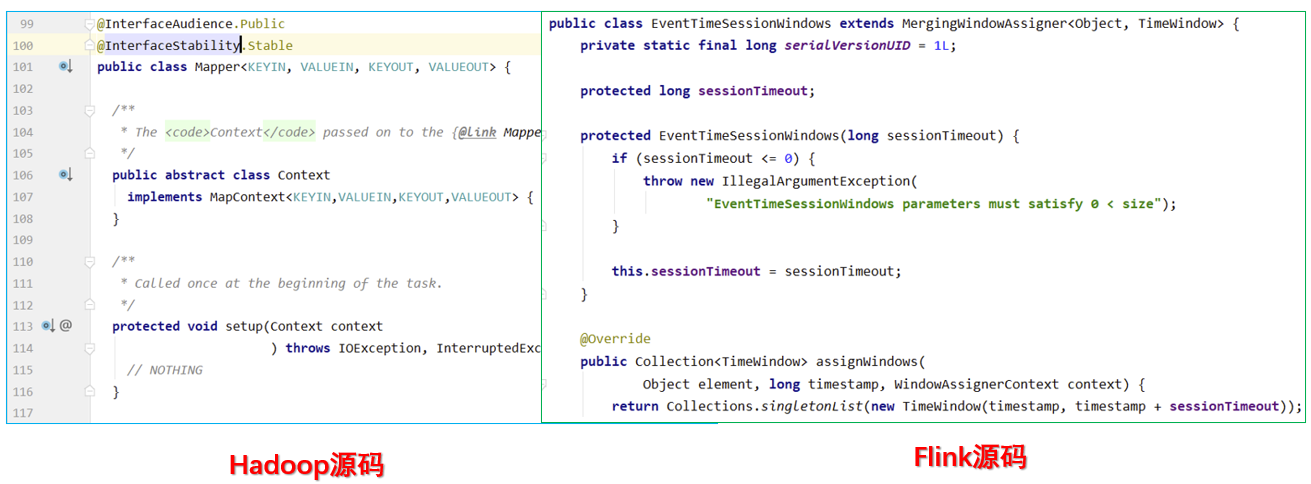 99 @InterfaceAudience.Public
100 @InterfaceStability.Stable
101 public class Mapper<KEYIN, VALUEIN, KEYOUT, VALUEOUT> {
102
103 /**
104 * The <code>Context</code> passed on to the {@link Mappe
105 */
106 public abstract class Context
107 implements MapContext<KEYIN,VALUEIN,KEYOUT,VALUEOUT> {
108 }
109
110 /**
111 * Called once at the beginning of the task.
112 */
113 @ protected void setup(Context context
114 ) throws IOException, InterruptedExc
115 // NOTHING
116 }
117
Hadoop源码
public class EventTimeSessionWindows extends MergingWindowAssigner<Object, TimeWindow> {
private static final long serialVersionUID = 1L;
protected long sessionTimeout;
protected EventTimeSessionWindows(long sessionTimeout) {
if (sessionTimeout <= 0) {
throw new IllegalArgumentException(
"EventTimeSessionWindows parameters must satisfy 0 < size");
}
this.sessionTimeout = sessionTimeout;
}
@Override
public Collection<TimeWindow> assignWindows(
Object element, long timestamp, WindowAssignerContext context) {
return Collections.singletonList(new TimeWindow(timestamp, timestamp + sessionTimeout));
Flink源码